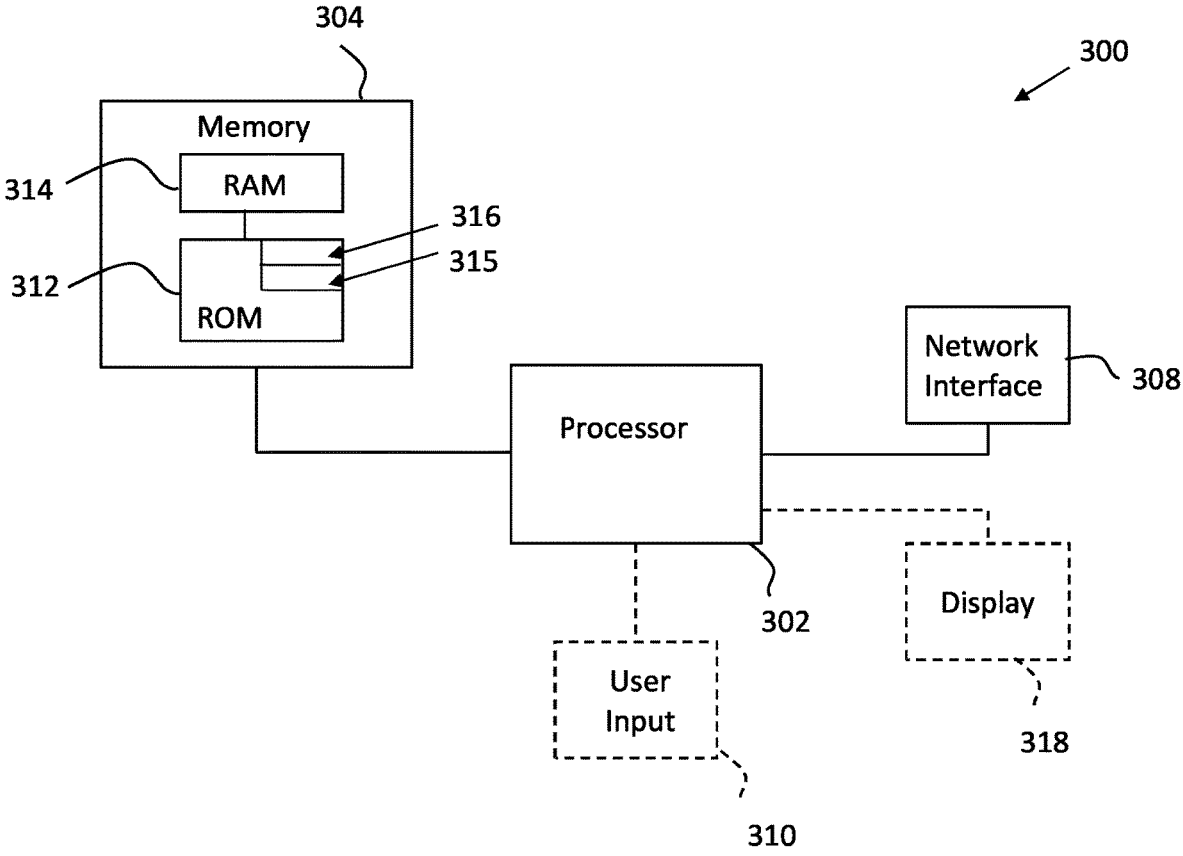 304
300
Memory
314
RAM
316
315
312
ROM
Network
Interface
308
Processor
302
Display
User
Input
318
310